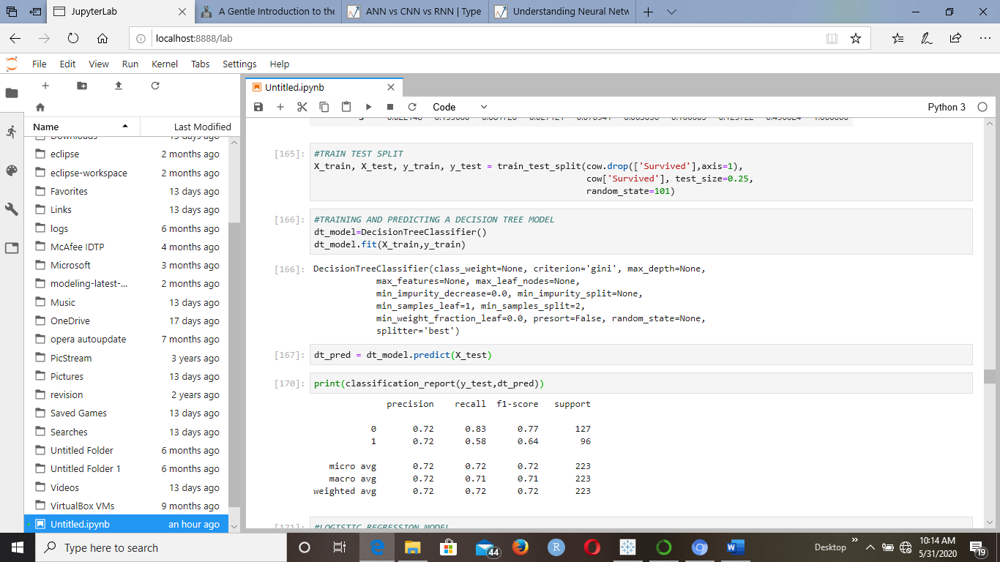 JupyterLab
A Gentle Introduction to the
ANN vs CNN vs RNN | Type
Understanding Neural Netw
localhost:8888/lab
File Edit View Run Kernel Tabs Settings Help
Untitled.ipynb
Code
Python 3
Name Last Modified
Downloads 13 days ago
eclipse 2 months ago
eclipse-workspace 2 months ago
Favorites 13 days ago
Links 13 days ago
logs 6 months ago
McAfee IDTP 4 months ago
Microsoft 3 months ago
modeling-latest-... 2 months ago
Music 13 days ago
OneDrive 17 days ago
opera autoupdate 7 months ago
PicStream 3 years ago
Pictures 13 days ago
revision 2 years ago
Saved Games 13 days ago
Searches 13 days ago
Untitled Folder 6 months ago
Untitled Folder 1 6 months ago
Videos 13 days ago
VirtualBox VMs 9 months ago
Untitled.ipynb an hour ago
[165]: #TRAIN TEST SPLIT
X_train, X_test, y_train, y_test = train_test_split(cow.drop(['Survived'],axis=1),
cow['Survived'], test_size=0.25,
random_state=101)
[166]: #TRAINING AND PREDICTING A DECISION TREE MODEL
dt_model=DecisionTreeClassifier()
dt_model.fit(X_train,y_train)
[166]: DecisionTreeClassifier(class_weight=None, criterion='gini', max_depth=None,
max_features=None, max_leaf_nodes=None,
min_impurity_decrease=0.0, min_impurity_split=None,
min_samples_leaf=1, min_samples_split=2,
min_weight_fraction_leaf=0.0, presort=False, random_state=None,
splitter='best')
[167]: dt_pred = dt_model.predict(X_test)
[170]: print(classification_report(y_test,dt_pred))
precision recall f1-score support
0 0.72 0.83 0.77 127
1 0.72 0.58 0.64 96
micro avg 0.72 0.72 0.72 223
macro avg 0.72 0.71 0.71 223
weighted avg 0.72 0.72 0.72 223
[171]: #LOGISTIC REGRESSION MODEL
Type here to search
44
R
W
Desktop
10:14 AM
5/31/2020
19